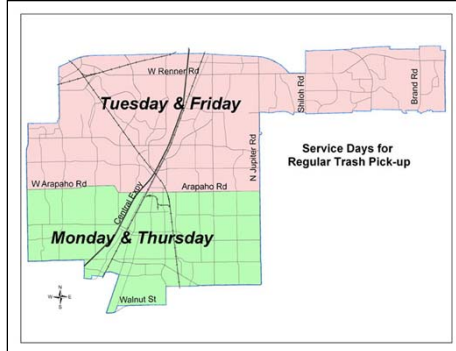 W Renner Rd
Tuesday & Friday
Shiloh Rd
Brand Rd
N Jupiter Rd
Service Days for
Regular Trash Pick-up
W Arapaho Rd
Arapaho Rd
Central Expy
Monday & Thursday
Walnut St
N
W
E
S